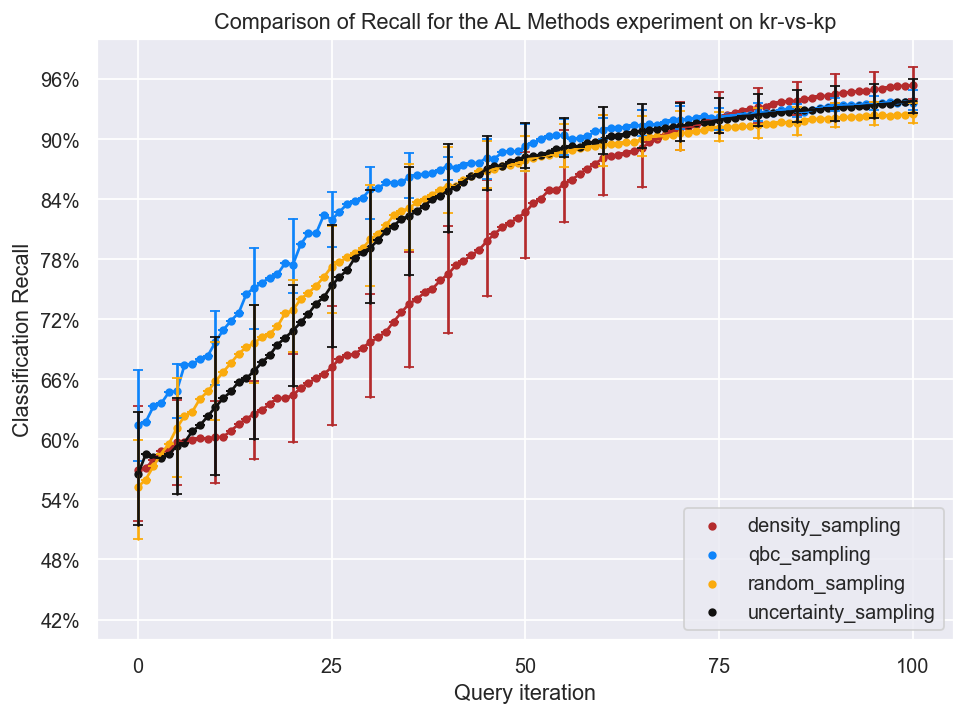 Comparison of Recall for the AL Methods experiment on kr-vs-kp
96%
90%
84%
78%
72%
66%
60%
54%
48%
42%
Classification Recall
density_sampling
qbc_sampling
random_sampling
uncertainty_sampling
0 25 50 75 100
Query iteration